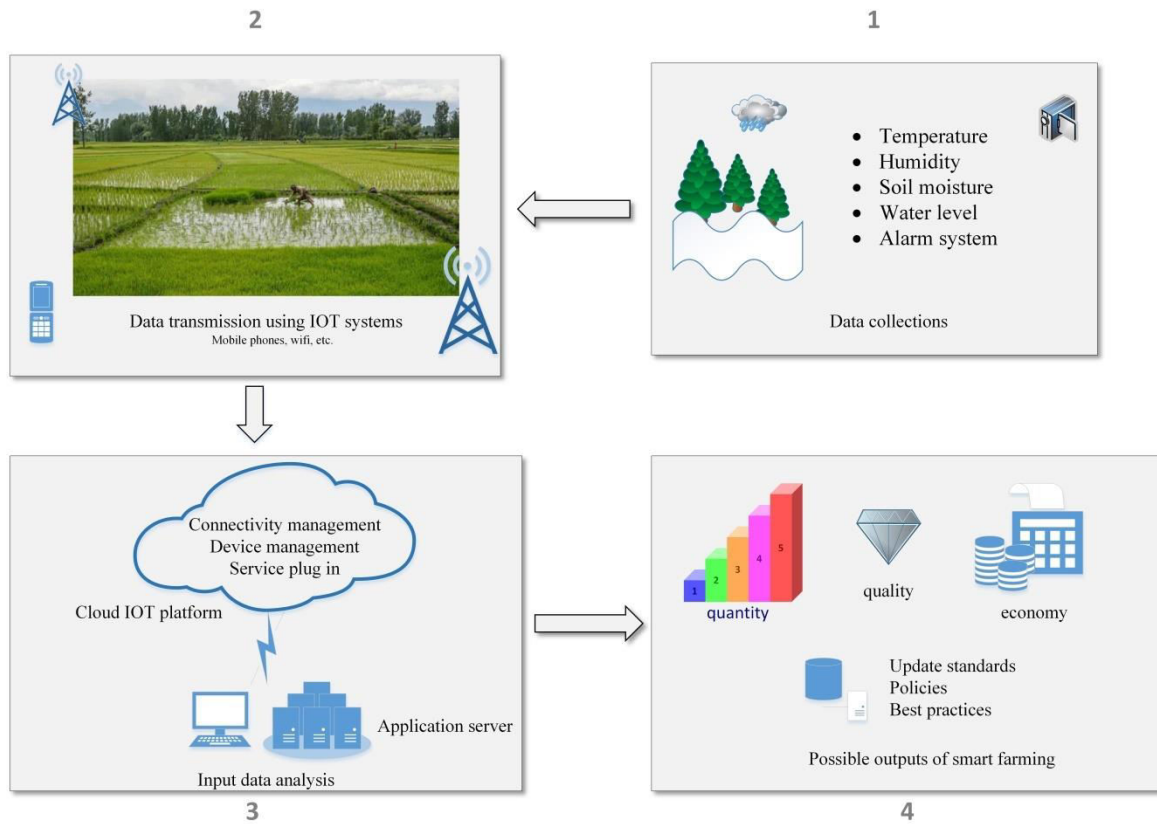 2
1
• Temperature
• Humidity
• Soil moisture
• Water level
• Alarm system
Data collections
Data transmission using IOT systems
Mobile phones, wifi, etc.
Connectivity management
Device management
Service plug in
Cloud IOT platform
Application server
Input data analysis
3
1
2
3
4
5
quantity
quality
economy
Update standards
Policies
Best practices
Possible outputs of smart farming
4